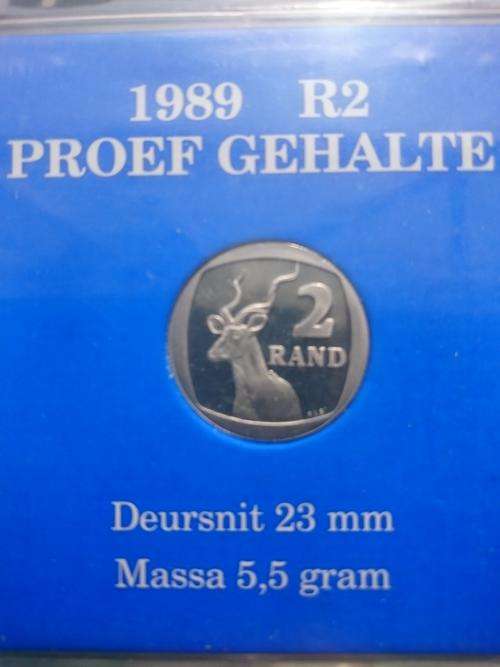 1989 R2
PROEF GEHALTE
2
RAND
Deursnit 23 mm
Massa 5,5 gram